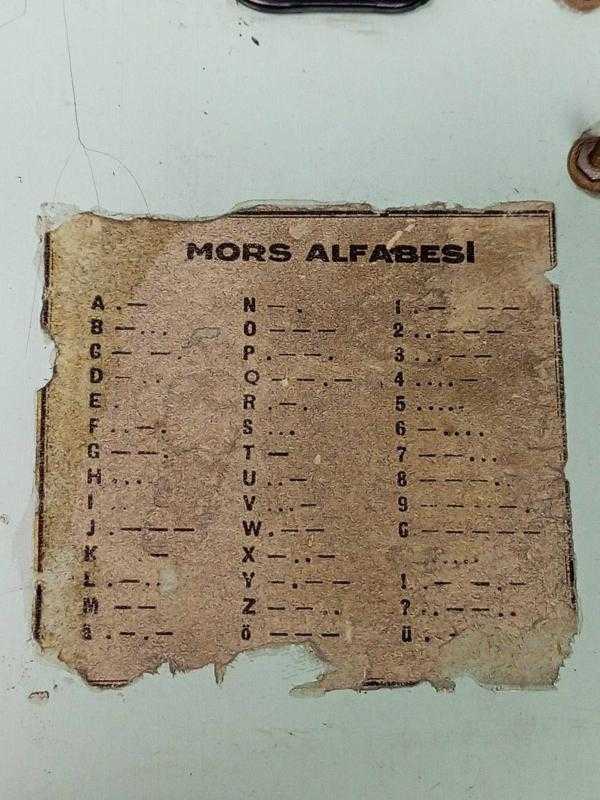 MORS ALFABESİ
A . — N — . 1 . — — —
B — . . . O — — — 2 . . — — —
C — — . P . — — . 3 . . . — —
D — . . Q — — . — 4 . . . . —
E . R . — . 5 . . . . .
F . . — . S . . . 6 — . . . .
G — — . T — 7 — — . . .
H . . . . U . . — 8 — — — . .
I . . V . . . — 9 — — — — .
J . — — — W . — — 0 — — — — —
K . — X — . . — . . . . .
L . — . . Y — . — — ! . — — . —
M — — Z — — . . ? . . — — . .
ä . — . — ö — — — ü . . —